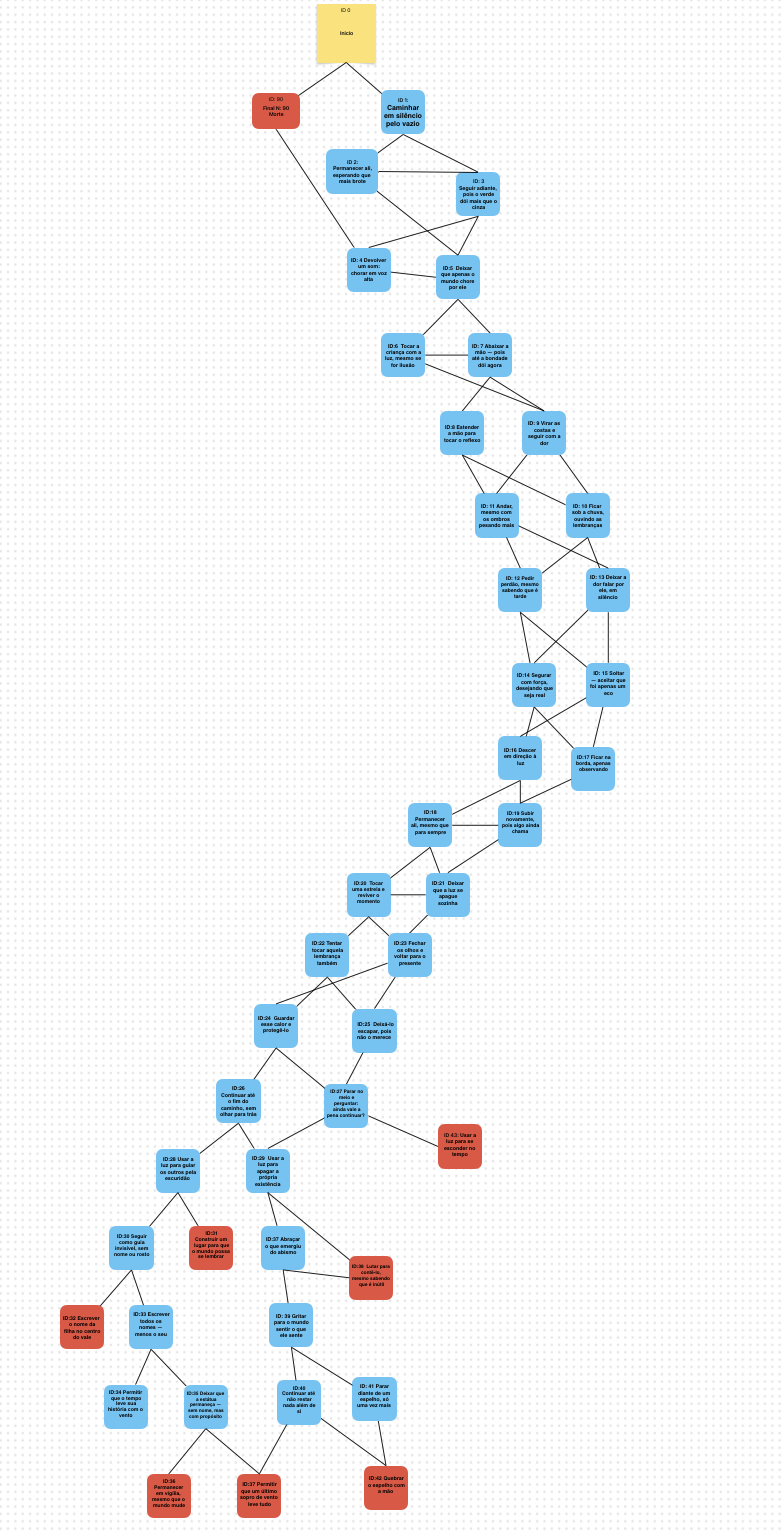 ID 0
Início
ID: 00
Final N: 00
Morte
ID 1:
Caminhar
em silêncio
pelo vazio
ID 2:
Permanecer ali,
esperando que
mais brote
ID: 3
Seguir adiante,
pois o verde
dói mais que o
cinza
ID: 4 Devolver
um som:
chorar em voz
alta
ID:5 Deixar
que apenas o
mundo chore
por ele
ID:6 Tocar a
criança com a
luz, mesmo se
for ilusão
ID: 7 Abaixar a
mão — pois
até a bondade
dói agora
ID:8 Estender
a mão para
tocar o reflexo
ID: 9 Virar as
costas e
seguir com a
dor
ID: 11 Andar,
mesmo com
os ombros
pesando mais
ID: 10 Ficar
sob a chuva,
ouvindo as
lembranças
ID: 12 Pedir
perdão, mesmo
sabendo que é
tarde
ID: 13 Deixar a
dor falar por
ele, em
silêncio
ID:14 Segurar
com força,
desejando que
seja real
ID: 15 Soltar
— aceitar que
foi apenas um
eco
ID:16 Descer
em direção à
luz
ID:17 Ficar na
borda, apenas
observando
ID:18
Permanecer
ali, mesmo que
para sempre
ID:19 Subir
novamente,
pois algo ainda
chama
ID:20 Tocar
uma estrela e
reviver o
momento
ID:21 Deixar
que a luz se
apague
sozinha
ID:22 Tentar
tocar aquela
lembrança
também
ID:23 Fechar
os olhos e
voltar para o
presente
ID:24 Guardar
esse calor e
protegê-lo
ID:25 Deixá-lo
escapar, pois
não o merece
ID:26
Continuar até
o fim do
caminho, sem
olhar para trás
ID:27 Parar no
meio e
perguntar:
ainda vale a
pena continuar?
ID:43: Usar a
luz para se
esconder no
tempo
ID:28 Usar a
luz para guiar
os outros pela
escuridão
ID:29 Usar a
luz para
apagar a
própria
existência
ID:30 Seguir
como guia
invisível, sem
nome ou rosto
ID:31
Construir um
lugar para que
o mundo possa
se lembrar
ID:37 Abraçar
o que emergiu
do abismo
ID:38 Lutar para
contê-lo,
mesmo sabendo
que é inútil
ID:32 Escrever
o nome da
filha no centro
do vale
ID:33 Escrever
todos os
nomes —
menos o seu
ID: 39 Gritar
para o mundo
sentir o que
ele sente
ID:34 Permitir
que o tempo
leve sua
história com o
vento
ID:35 Deixar que
a estátua
permaneça —
sem nome, mas
com propósito
ID:40
Continuar até
não restar
nada além de
si
ID: 41 Parar
diante de um
espelho, só
uma vez mais
ID:36
Permanecer
em vigília,
mesmo que o
mundo mude
ID:37 Permitir
que um último
sopro de vento
leve tudo
ID:42 Quebrar
o espelho com
a mão